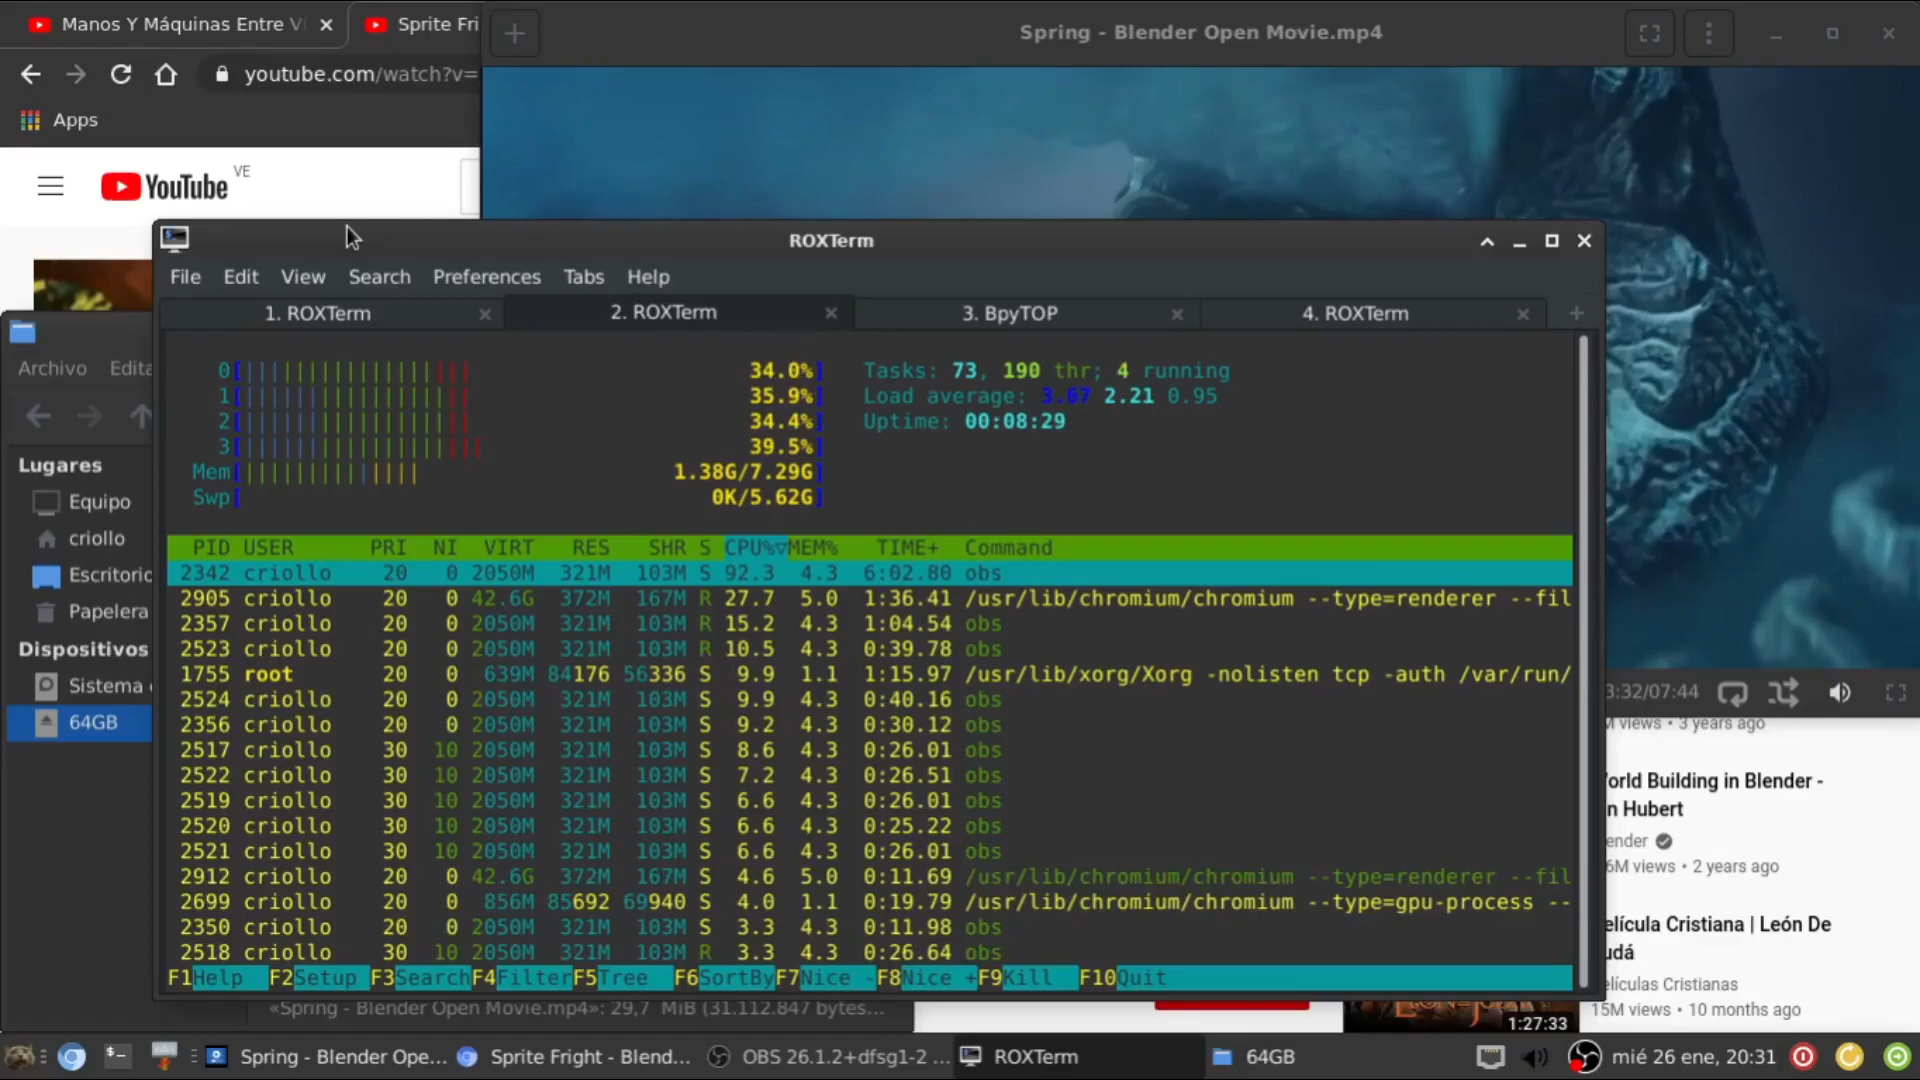 Manos Y Máquinas Entre Ví
Sprite Fri
Spring - Blender Open Movie.mp4
youtube.com/watch?v=
Apps
YouTube VE
ROXTerm
File Edit View Search Preferences Tabs Help
1. ROXTerm 2. ROXTerm 3. BpyTOP 4. ROXTerm
Archivo Edita
Lugares
Equipo
criollo
Escritorio
Papelera
Dispositivos
Sistema
64GB
0[ 34.0%]
1[ 35.9%]
2[ 34.4%]
3[ 39.5%]
Mem[ 1.38G/7.29G]
Swp[ 0K/5.62G]
Tasks: 73, 190 thr; 4 running
Load average: 3.67 2.21 0.95
Uptime: 00:08:29
PID USER PRI NI VIRT RES SHR S CPU%▽MEM% TIME+ Command
2342 criollo 20 0 2050M 321M 103M S 92.3 4.3 6:02.80 obs
2905 criollo 20 0 42.6G 372M 167M R 27.7 5.0 1:36.41 /usr/lib/chromium/chromium --type=renderer --fil
2357 criollo 20 0 2050M 321M 103M R 15.2 4.3 1:04.54 obs
2523 criollo 20 0 2050M 321M 103M R 10.5 4.3 0:39.78 obs
1755 root 20 0 639M 84176 56336 S 9.9 1.1 1:15.97 /usr/lib/xorg/Xorg -nolisten tcp -auth /var/run/
2524 criollo 20 0 2050M 321M 103M S 9.9 4.3 0:40.16 obs
2356 criollo 20 0 2050M 321M 103M S 9.2 4.3 0:30.12 obs
2517 criollo 30 10 2050M 321M 103M S 8.6 4.3 0:26.01 obs
2522 criollo 30 10 2050M 321M 103M S 7.2 4.3 0:26.51 obs
2519 criollo 30 10 2050M 321M 103M S 6.6 4.3 0:26.01 obs
2520 criollo 30 10 2050M 321M 103M S 6.6 4.3 0:25.22 obs
2521 criollo 30 10 2050M 321M 103M S 6.6 4.3 0:26.01 obs
2912 criollo 20 0 42.6G 372M 167M S 4.6 5.0 0:11.69 /usr/lib/chromium/chromium --type=renderer --fil
2699 criollo 20 0 856M 85692 69940 S 4.0 1.1 0:19.79 /usr/lib/chromium/chromium --type=gpu-process --
2350 criollo 20 0 2050M 321M 103M S 3.3 4.3 0:11.98 obs
2518 criollo 30 10 2050M 321M 103M R 3.3 4.3 0:26.64 obs
F1Help F2Setup F3SearchF4FilterF5Tree F6SortByF7Nice -F8Nice +F9Kill F10Quit
3:32/07:44
M views • 3 years ago
orld Building in Blender -
n Hubert
ender
6M views • 2 years ago
elícula Cristiana | León De
udá
elículas Cristianas
15M views • 10 months ago
1:27:33
«Spring - Blender Open Movie.mp4»: 29,7 MiB (31.112.847 bytes...
Spring - Blender Ope... Sprite Fright - Blend... OBS 26.1.2+dfsg1-2 ... ROXTerm 64GB mié 26 ene, 20:31